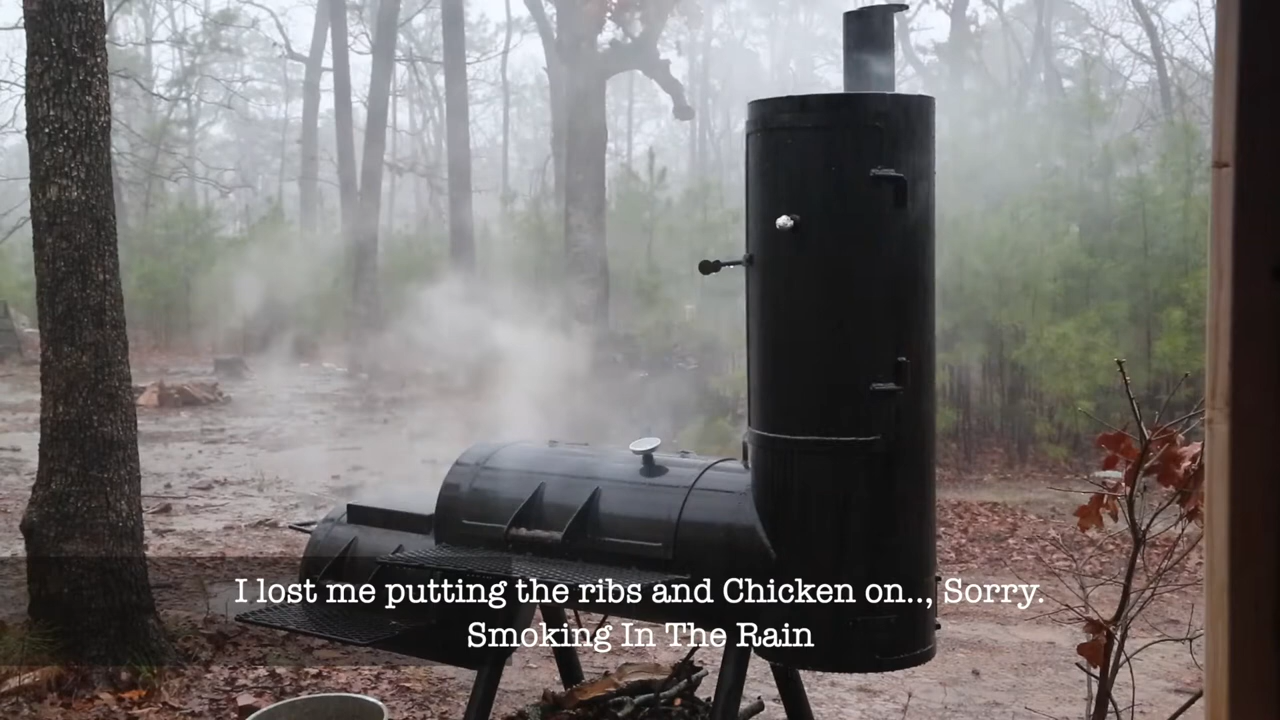 I lost me putting the ribs and Chicken on.., Sorry.
Smoking In The Rain